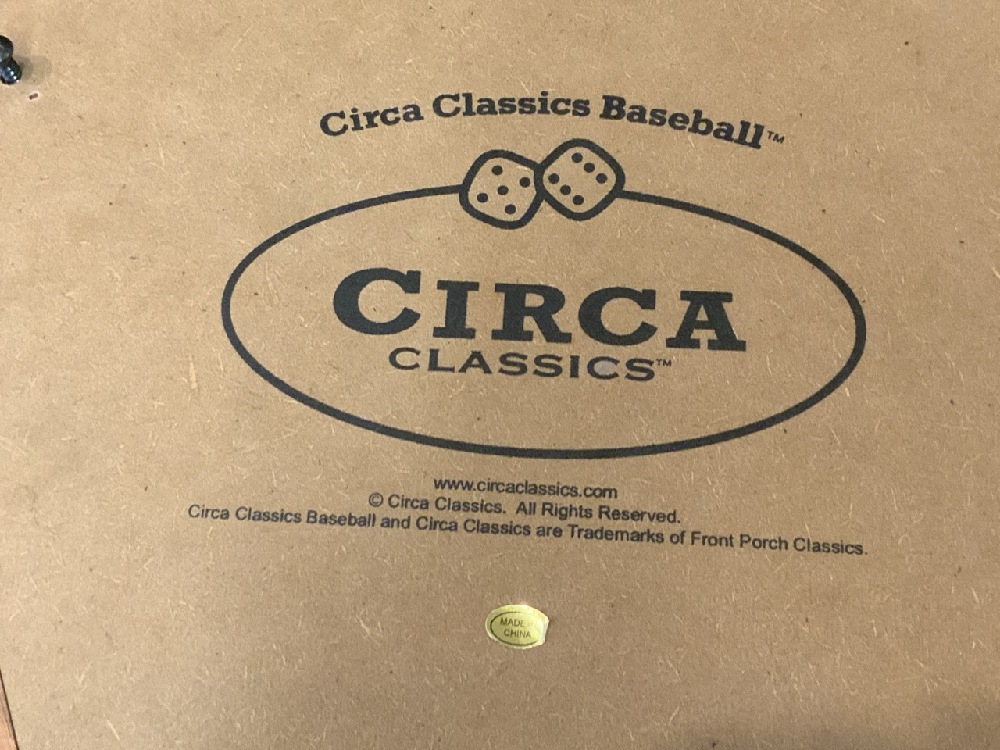 Circa Classics Baseball™
CIRCA
CLASSICS™
www.circaclassics.com
© Circa Classics. All Rights Reserved.
Circa Classics Baseball and Circa Classics are Trademarks of Front Porch Classics.
MADE
CHINA